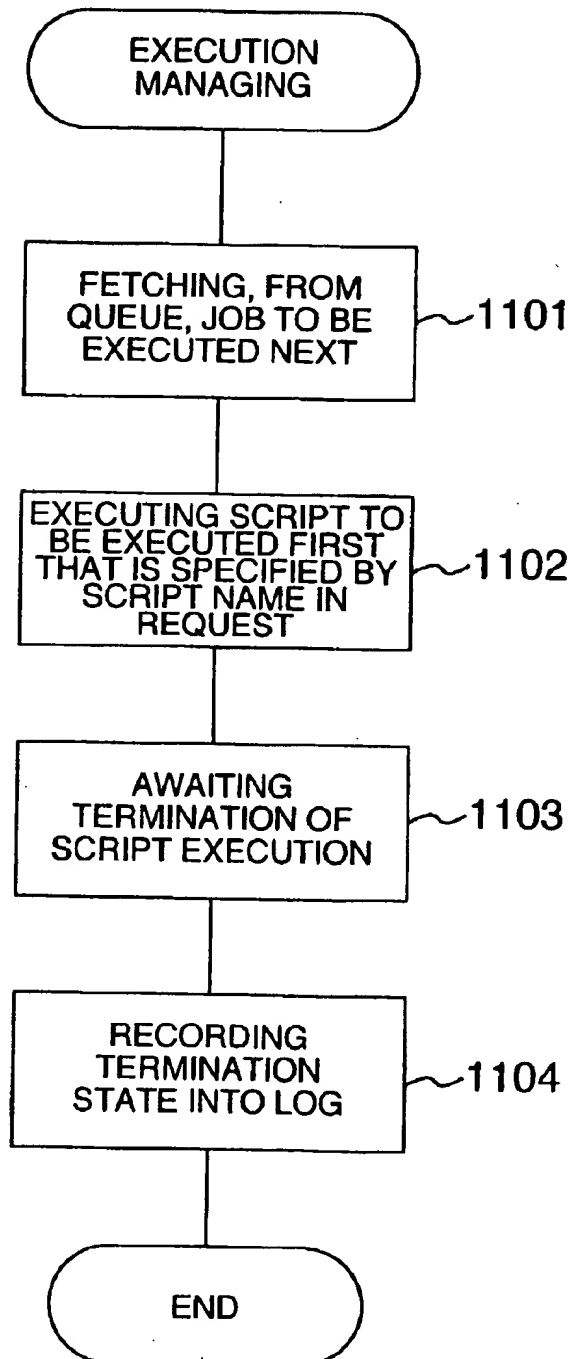 EXECUTION
MANAGING
FETCHING, FROM
QUEUE, JOB TO BE
EXECUTED NEXT
1101
EXECUTING SCRIPT TO
BE EXECUTED FIRST
THAT IS SPECIFIED BY
SCRIPT NAME IN
REQUEST
1102
AWAITING
TERMINATION OF
SCRIPT EXECUTION
1103
RECORDING
TERMINATION
STATE INTO LOG
1104
END